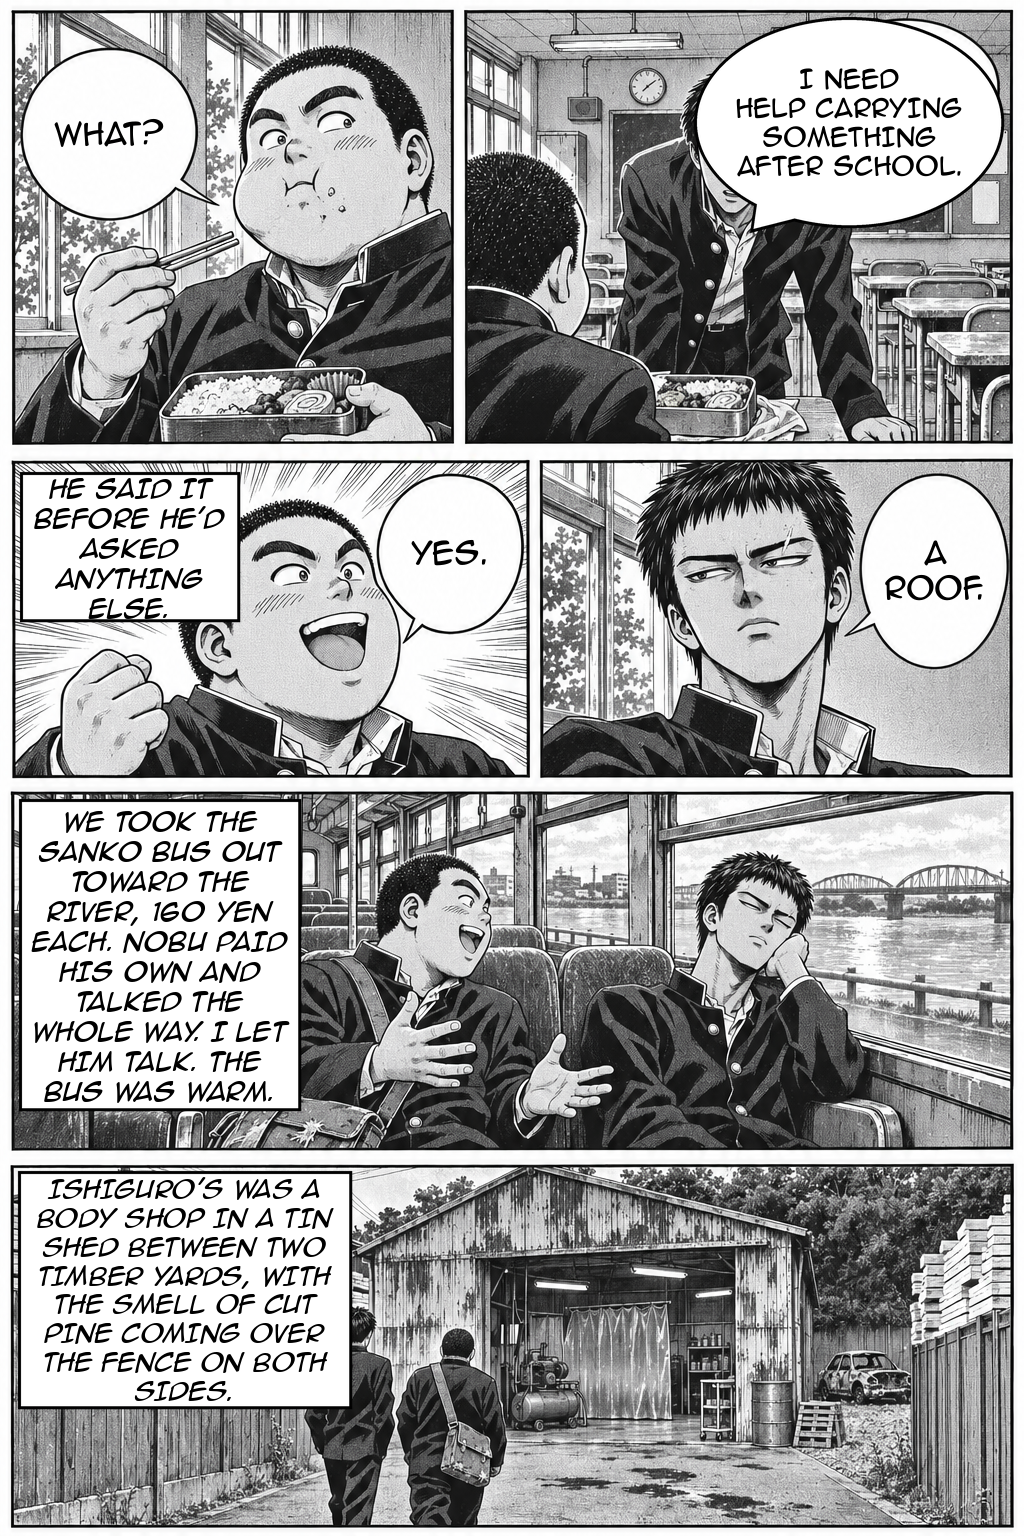 WHAT?
I NEED
HELP CARRYING
SOMETHING
AFTER SCHOOL.
HE SAID IT
BEFORE HE'D
ASKED
ANYTHING
ELSE.
YES.
A
ROOF.
WE TOOK THE
SANKO BUS OUT
TOWARD THE
RIVER, 160 YEN
EACH. NOBU PAID
HIS OWN AND
TALKED THE
WHOLE WAY. I LET
HIM TALK. THE
BUS WAS WARM.
ISHIGURO'S WAS A
BODY SHOP IN A TIN
SHED BETWEEN TWO
TIMBER YARDS, WITH
THE SMELL OF CUT
PINE COMING OVER
THE FENCE ON BOTH
SIDES.